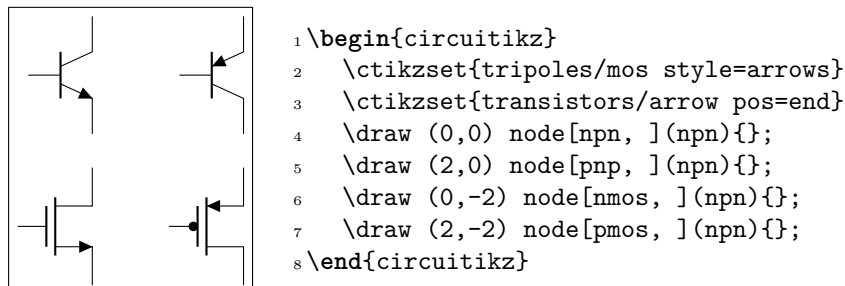 1 \begin{circuitikz}
2 \ctikzset{tripoles/mos style=arrows}
3 \ctikzset{transistors/arrow pos=end}
4 \draw (0,0) node[npn, ](npn){};
5 \draw (2,0) node[pnp, ](npn){};
6 \draw (0,-2) node[nmos, ](npn){};
7 \draw (2,-2) node[pmos, ](npn){};
8 \end{circuitikz}